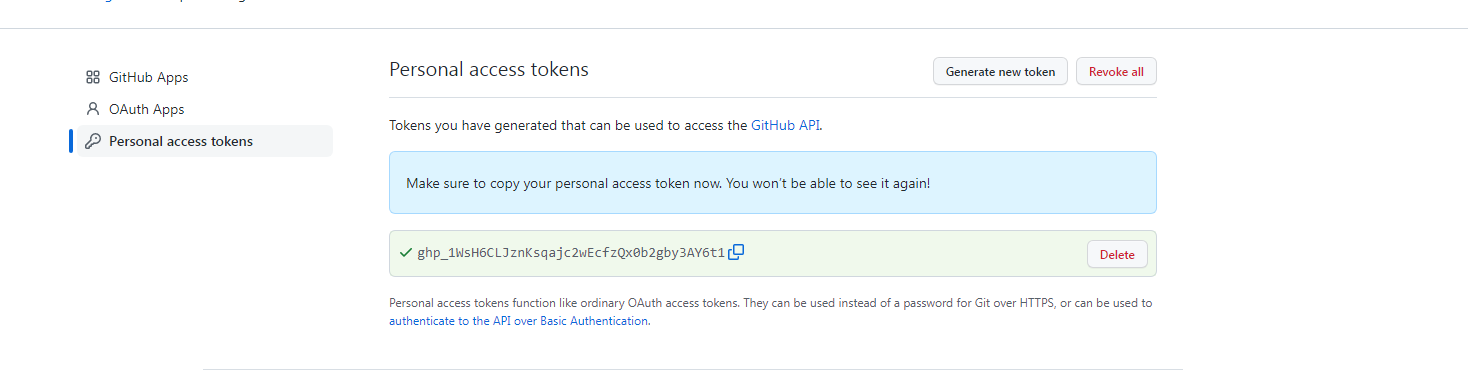 GitHub Apps
OAuth Apps
Personal access tokens
Personal access tokens
Generate new token
Revoke all
Tokens you have generated that can be used to access the GitHub API.
Make sure to copy your personal access token now. You won't be able to see it again!
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
Delete
Personal access tokens function like ordinary OAuth access tokens. They can be used instead of a password for Git over HTTPS, or can be used to
authenticate to the API over Basic Authentication.